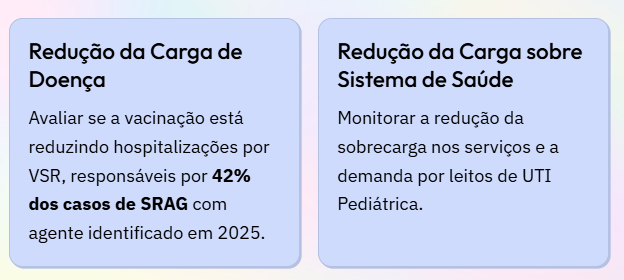 Redução da Carga de
Doença
Avaliar se a vacinação está
reduzindo hospitalizações por
VSR, responsáveis por 42%
dos casos de SRAG com
agente identificado em 2025.
Redução da Carga sobre
Sistema de Saúde
Monitorar a redução da
sobrecarga nos serviços e a
demanda por leitos de UTI
Pediátrica.